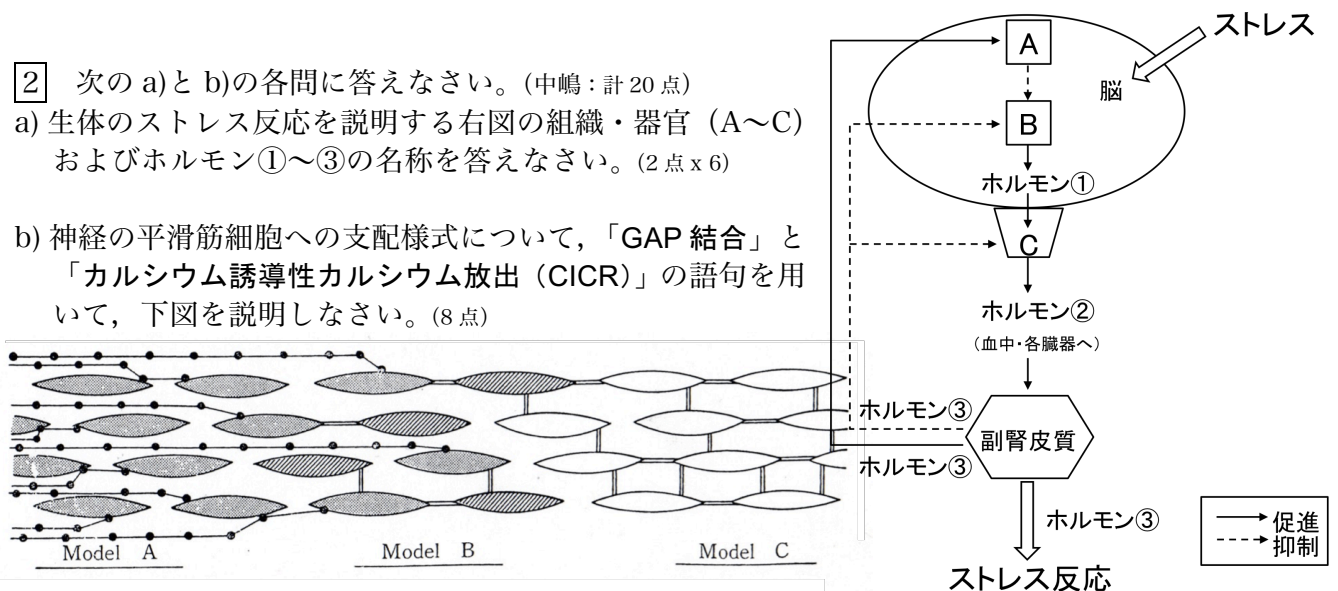 2 次の a)と b)の各問に答えなさい。(中嶋：計 20 点)
a) 生体のストレス反応を説明する右図の組織・器官（A～C）
およびホルモン①～③の名称を答えなさい。(2 点 x 6)
b) 神経の平滑筋細胞への支配様式について，「GAP 結合」と
「カルシウム誘導性カルシウム放出（CICR）」の語句を用
いて，下図を説明しなさい。(8 点)
Model A
Model B
Model C
ストレス
A
脳
B
ホルモン①
C
ホルモン②
（血中・各臓器へ）
ホルモン③
副腎皮質
ホルモン③
ホルモン③
ストレス反応
促進
抑制